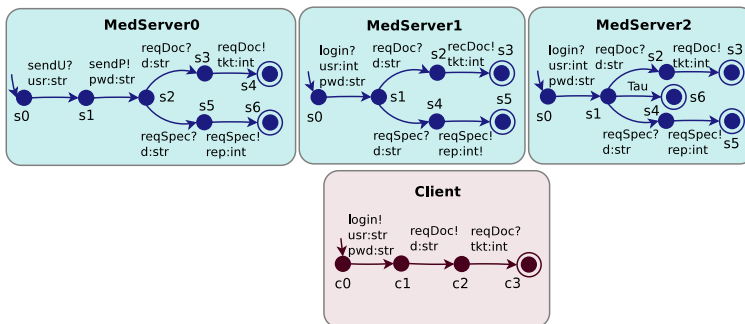 MedServer0
sendU?
usr:str
sendP!
pwd:str
reqDoc?
d:str
s3
reqDoc!
tkt:int
s4
s0
s1
s2
s5
s6
reqSpec?
d:str
reqSpec!
rep:int
MedServer1
login?
usr:int
pwd:str
reqDoc?
d:str
s2
recDoc!
tkt:int
s3
s0
s1
s4
s5
reqSpec?
d:str
reqSpec!
rep:int!
MedServer2
login?
usr:int
pwd:str
reqDoc?
d:str
s2
reqDoc!
tkt:int
s3
Tau
s6
s0
s1
s4
reqSpec?
d:str
reqSpec!
rep:int
s5
Client
login!
usr:str
pwd:str
reqDoc!
d:str
reqDoc?
tkt:int
c0
c1
c2
c3